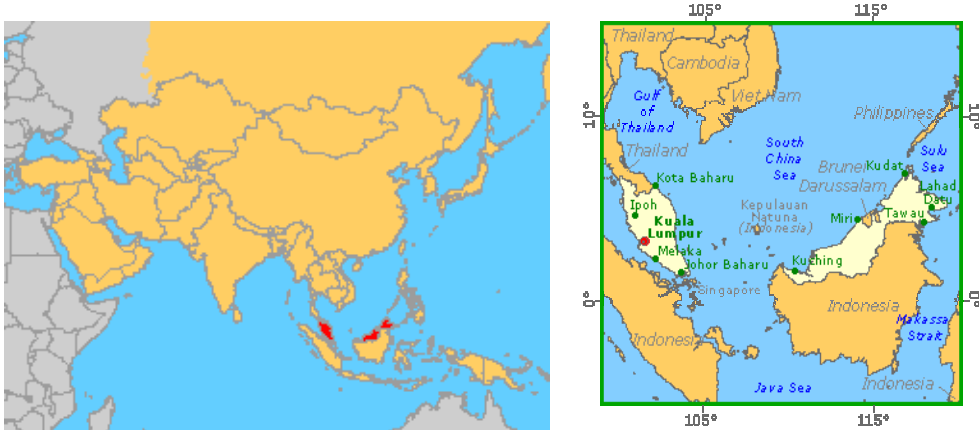 105°
115°
Thailand
Cambodia
Viet Nam
Gulf
of
Thailand
10°
10°
Philippines
South
China
Sea
Sulu
Sea
Thailand
Brunei
Darussalam
Kudat
Kota Baharu
Lahad
Datu
Ipoh
Kepulauan
Natuna
(Indonesia)
Miri
Tawau
Kuala
Lumpur
Melaka
Johor Baharu
Kuching
Singapore
0°
0°
Indonesia
Makassa
Strait
Indonesia
Java Sea
Indonesia
105°
115°